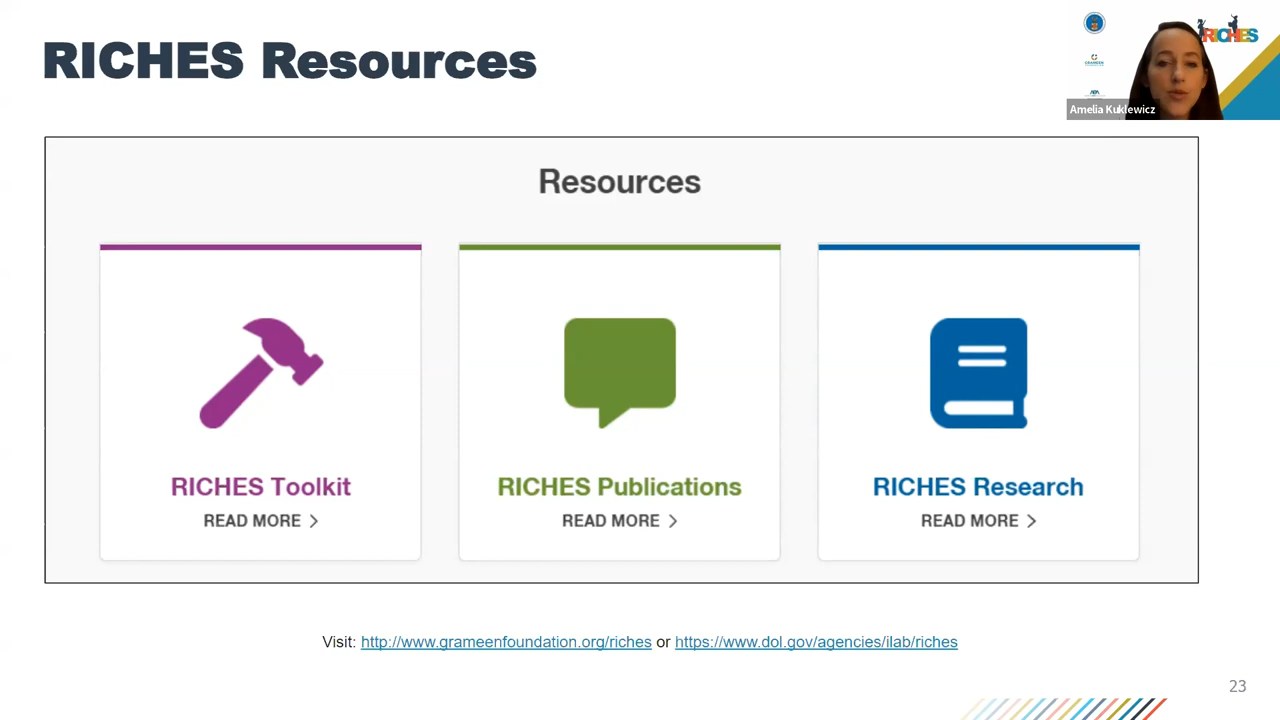 RICHES Resources
RICHES
GRAMEEN
Amelia Kuklewicz
Resources
RICHES Toolkit
READ MORE
RICHES Publications
READ MORE
RICHES Research
READ MORE
Visit: http://www.grameenfoundation.org/riches or https://www.dol.gov/agencies/ilab/riches
23